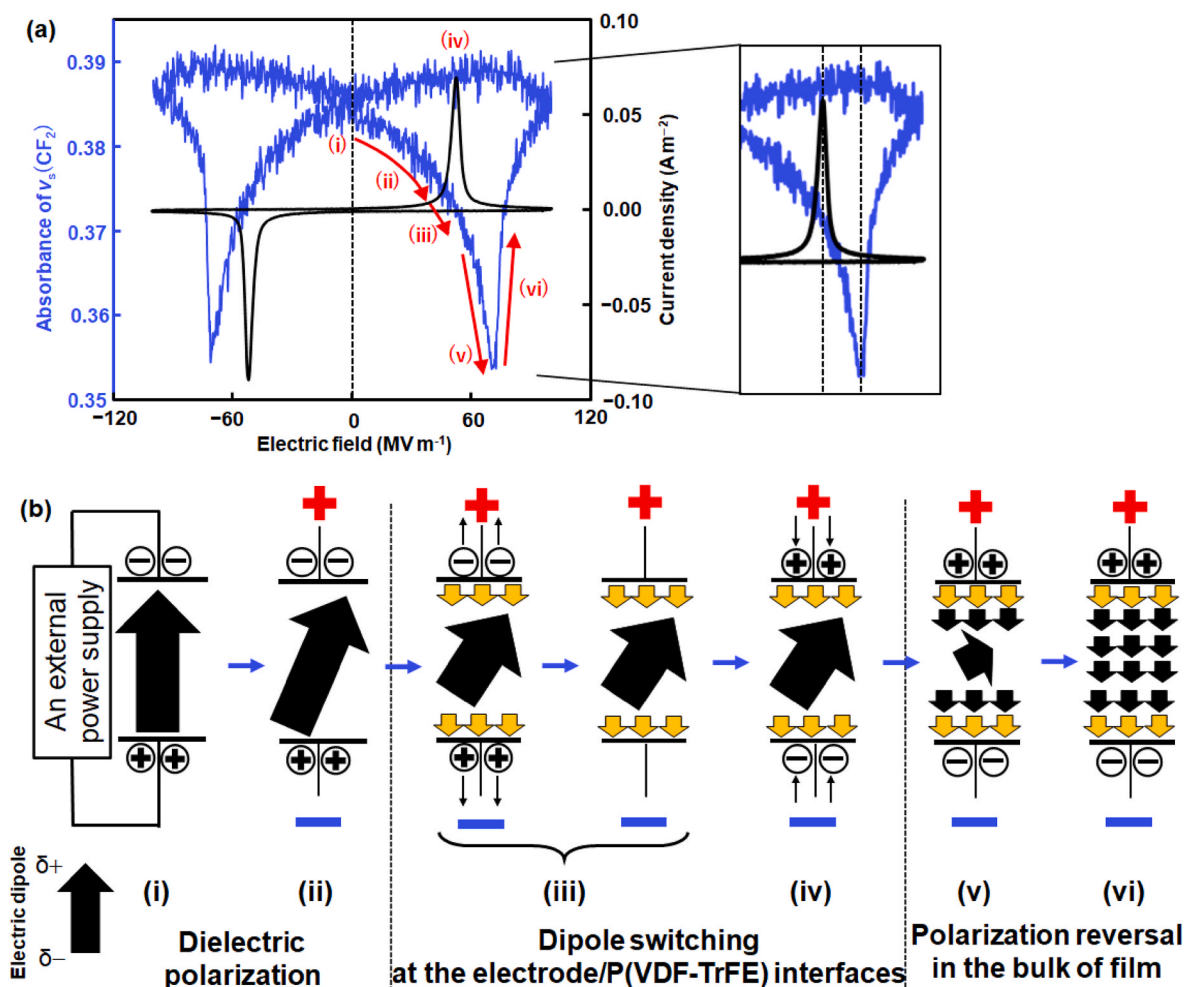 (a)
0.39
0.38
0.37
0.36
0.35
Absorbance of νs(CF2)
0.10
0.05
0.00
−0.05
−0.10
Current density (A m⁻²)
−120
−60
0
60
120
Electric field (MV m⁻¹)
(i)
(ii)
(iii)
(iv)
(v)
(vi)
(b)
An external
power supply
+
+
+
+
+
+
− −
− −
− −
+ +
+ +
+ +
+ +
+ +
+ +
− −
− −
− −
−
−
−
−
−
−
Electric dipole
δ+
δ−
(i)
(ii)
(iii)
(iv)
(v)
(vi)
Dielectric
polarization
Dipole switching
at the electrode/P(VDF-TrFE) interfaces
Polarization reversal
in the bulk of film